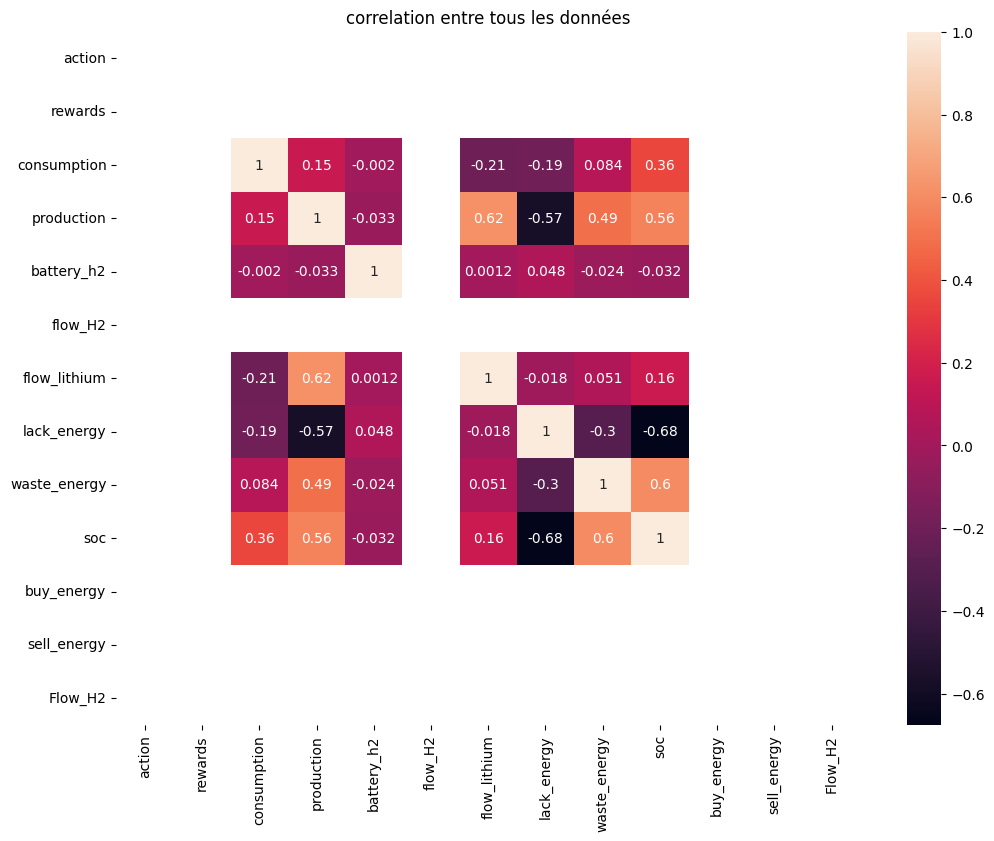 correlation entre tous les données
action
rewards
consumption 1 0.15 -0.002 -0.21 -0.19 0.084 0.36
production 0.15 1 -0.033 0.62 -0.57 0.49 0.56
battery_h2 -0.002 -0.033 1 0.0012 0.048 -0.024 -0.032
flow_H2
flow_lithium -0.21 0.62 0.0012 1 -0.018 0.051 0.16
lack_energy -0.19 -0.57 0.048 -0.018 1 -0.3 -0.68
waste_energy 0.084 0.49 -0.024 0.051 -0.3 1 0.6
soc 0.36 0.56 -0.032 0.16 -0.68 0.6 1
buy_energy
sell_energy
Flow_H2
action rewards consumption production battery_h2 flow_H2 flow_lithium lack_energy waste_energy soc buy_energy sell_energy Flow_H2
1.0
0.8
0.6
0.4
0.2
0.0
−0.2
−0.4
−0.6